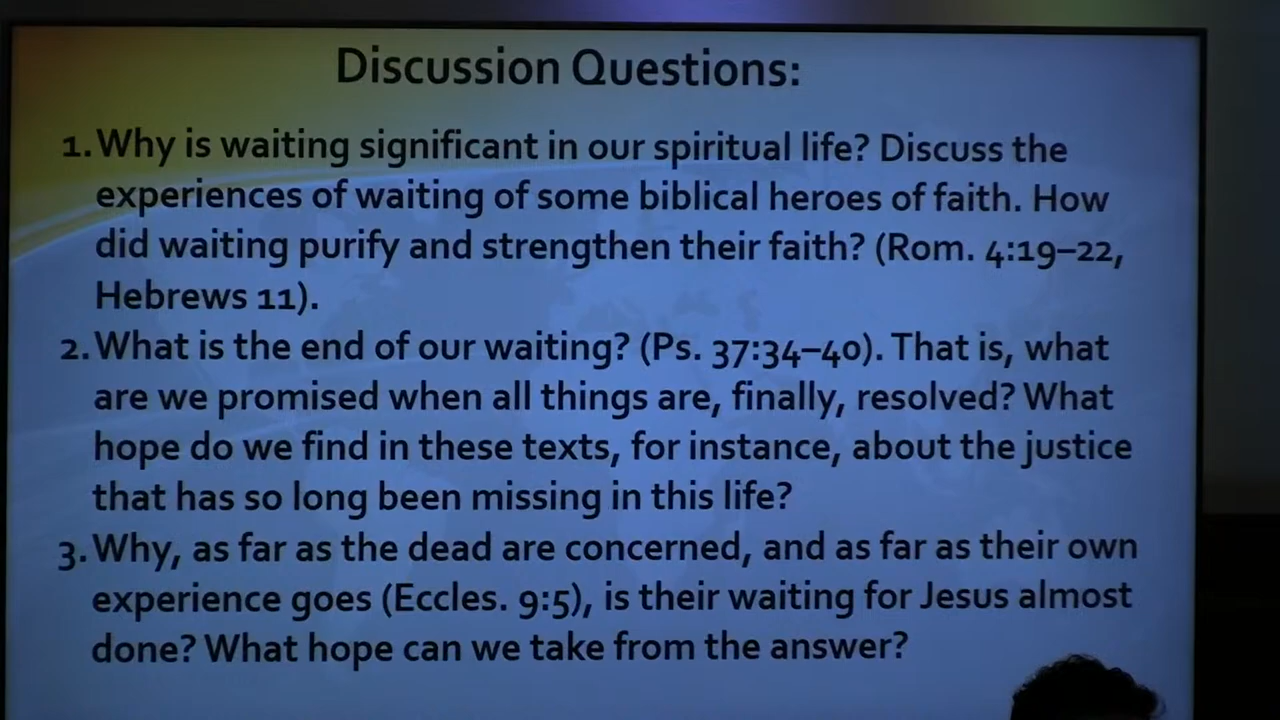 Discussion Questions:
1. Why is waiting significant in our spiritual life? Discuss the
experiences of waiting of some biblical heroes of faith. How
did waiting purify and strengthen their faith? (Rom. 4:19–22,
Hebrews 11).
2. What is the end of our waiting? (Ps. 37:34–40). That is, what
are we promised when all things are, finally, resolved? What
hope do we find in these texts, for instance, about the justice
that has so long been missing in this life?
3. Why, as far as the dead are concerned, and as far as their own
experience goes (Eccles. 9:5), is their waiting for Jesus almost
done? What hope can we take from the answer?